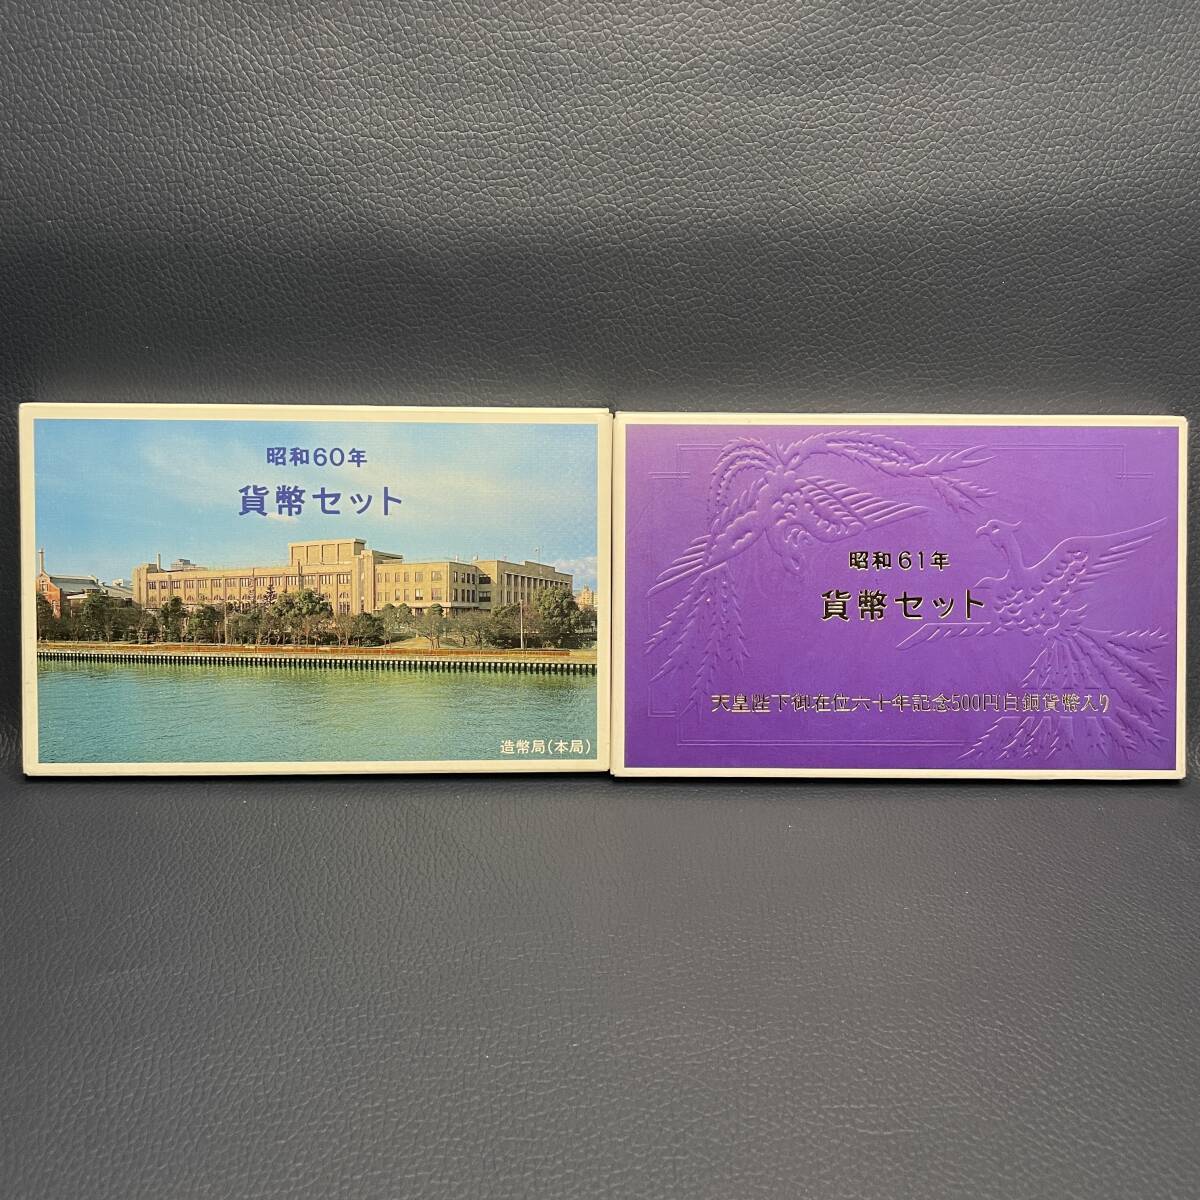 昭和60年
貨幣セット
造幣局(本局)
昭和61年
貨幣セット
天皇陛下御在位六十年記念500円白銅貨幣入り